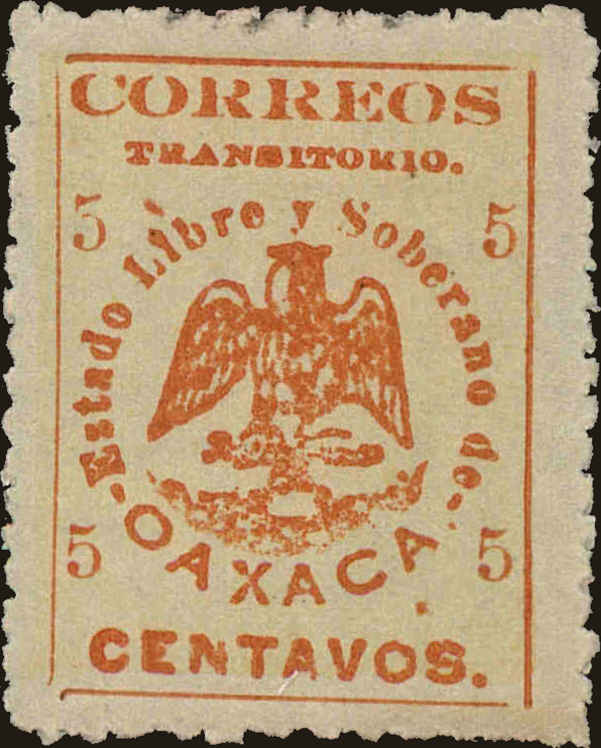 CORREOS
TRANSITORIO.
5 5
-Estado Libre y Soberano de-
OAXACA
5 5
CENTAVOS.